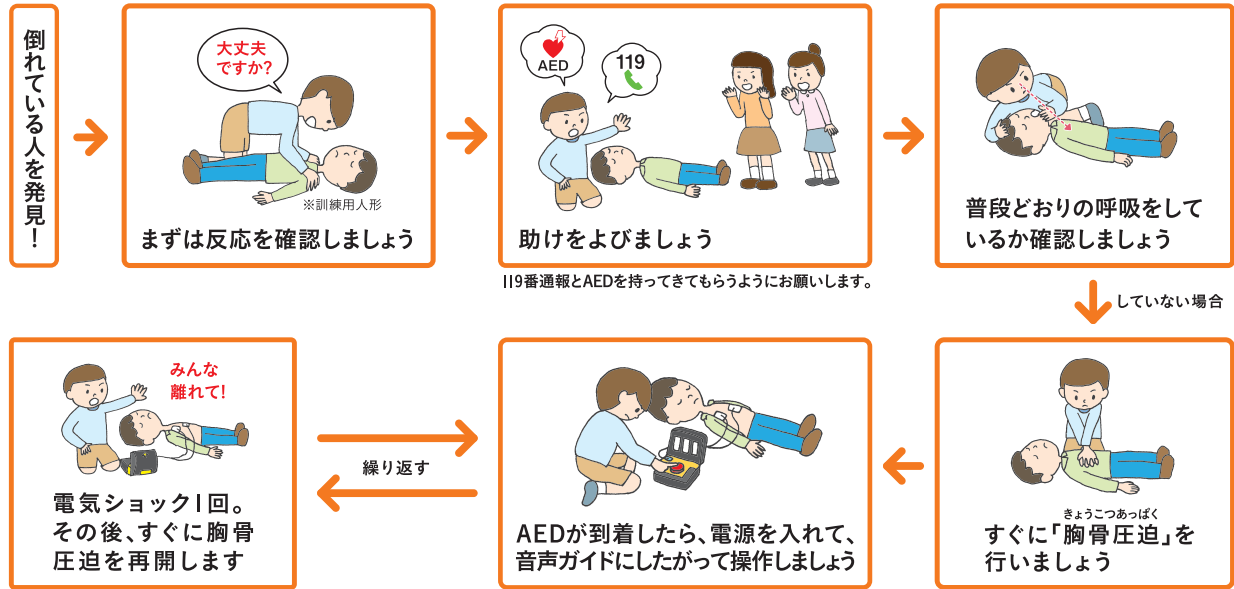 倒れている人を発見！
大丈夫
ですか?
※訓練用人形
まずは反応を確認しましょう
AED
119
助けをよびましょう
119番通報とAEDを持ってきてもらうようにお願いします。
普段どおりの呼吸をして
いるか確認しましょう
していない場合
きょうこつあっぱく
すぐに「胸骨圧迫」を
行いましょう
AEDが到着したら、電源を入れて、
音声ガイドにしたがって操作しましょう
繰り返す
みんな
離れて!
電気ショック1回。
その後、すぐに胸骨
圧迫を再開します